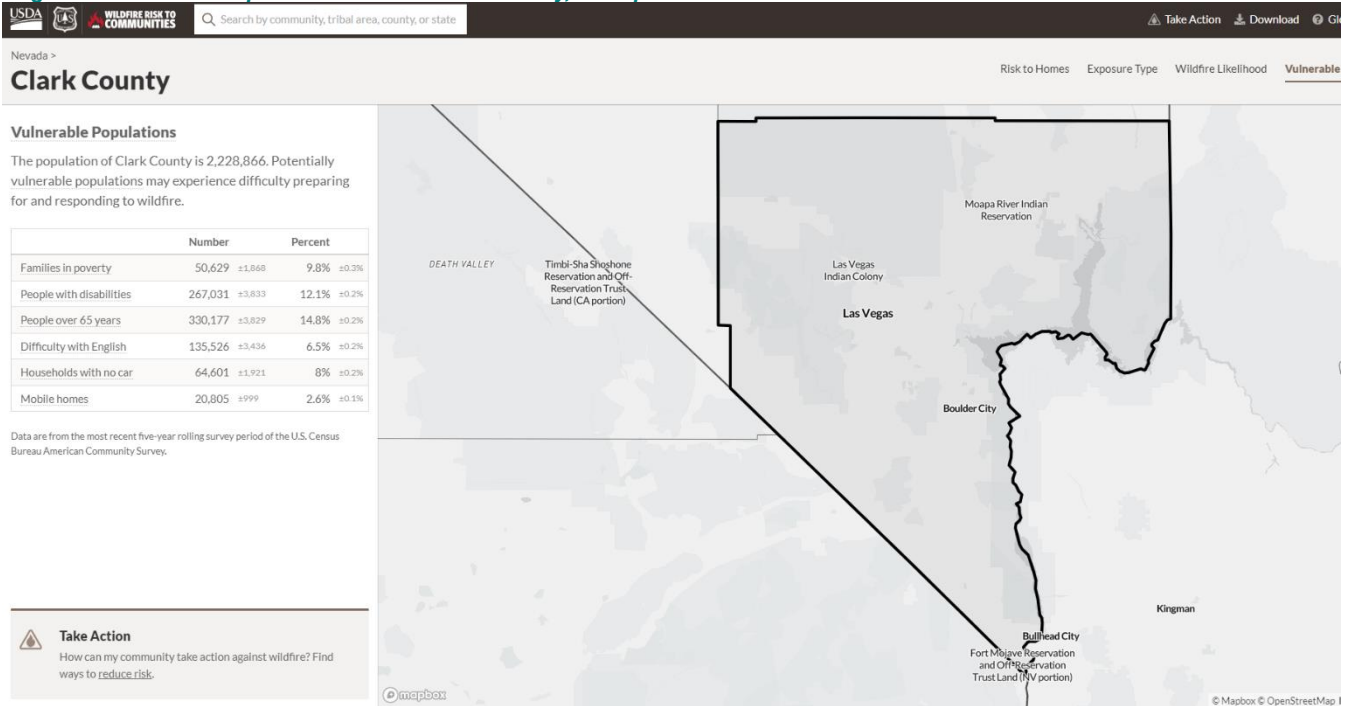 USDA
UAS
WILDFIRE RISK TO
COMMUNITIES
Search by community, tribal area, county, or state
Take Action
Download
Nevada >
Clark County
Risk to Homes
Exposure Type
Wildfire Likelihood
Vulnerable
Vulnerable Populations
The population of Clark County is 2,228,866. Potentially
vulnerable populations may experience difficulty preparing
for and responding to wildfire.
Number Percent
Families in poverty 50,629 ±1,868 9.8% ±0.3%
People with disabilities 267,031 ±3,833 12.1% ±0.2%
People over 65 years 330,177 ±3,829 14.8% ±0.2%
Difficulty with English 135,526 ±3,436 6.5% ±0.2%
Households with no car 64,601 ±1,921 8% ±0.2%
Mobile homes 20,805 ±999 2.6% ±0.1%
Data are from the most recent five-year rolling survey period of the U.S. Census
Bureau American Community Survey.
Take Action
How can my community take action against wildfire? Find
ways to reduce risk.
DEATH VALLEY
Timbi-Sha Shoshone
Reservation and Off-
Reservation Trust
Land (CA portion)
Moapa River Indian
Reservation
Las Vegas
Indian Colony
Las Vegas
Boulder City
Kingman
Bullhead City
Fort Mojave Reservation
and Off-Reservation
Trust Land (NV portion)
mapbox
© Mapbox © OpenStreetMap